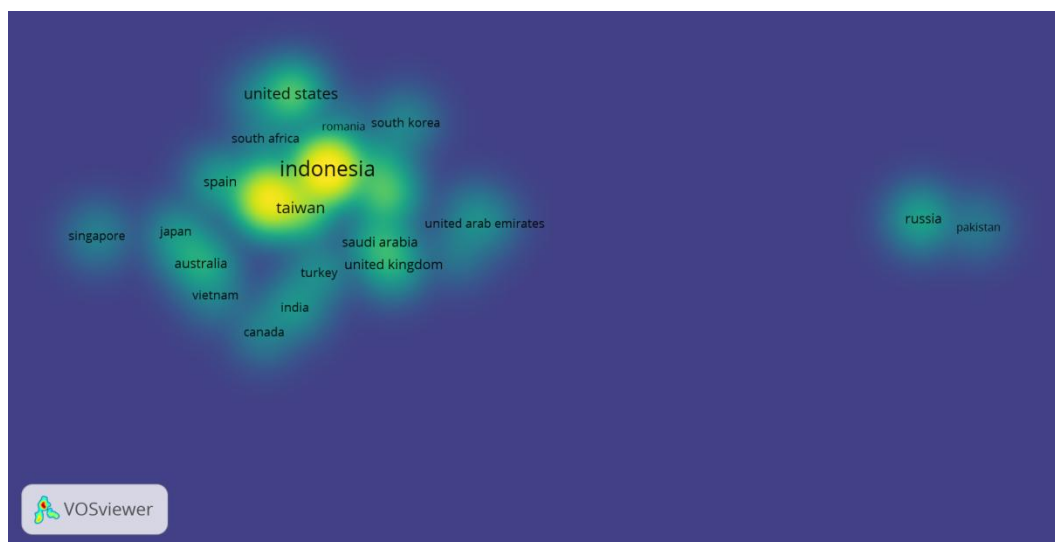 united states
romania
south korea
south africa
indonesia
spain
taiwan
singapore
japan
saudi arabia
united arab emirates
australia
turkey
united kingdom
vietnam
india
canada
russia
pakistan
VOSviewer